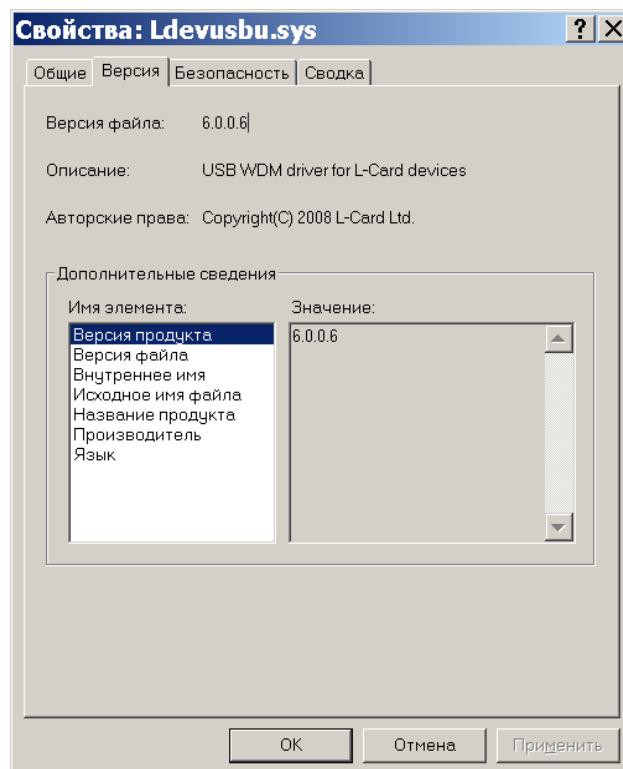 Свойства: Ldevusbu.sys
Общие Версия Безопасность Сводка
Версия файла: 6.0.0.6
Описание: USB WDM driver for L-Card devices
Авторские права: Copyright(C) 2008 L-Card Ltd.
Дополнительные сведения
Имя элемента: Значение:
Версия продукта 6.0.0.6
Версия файла
Внутреннее имя
Исходное имя файла
Название продукта
Производитель
Язык
OK Отмена Применить